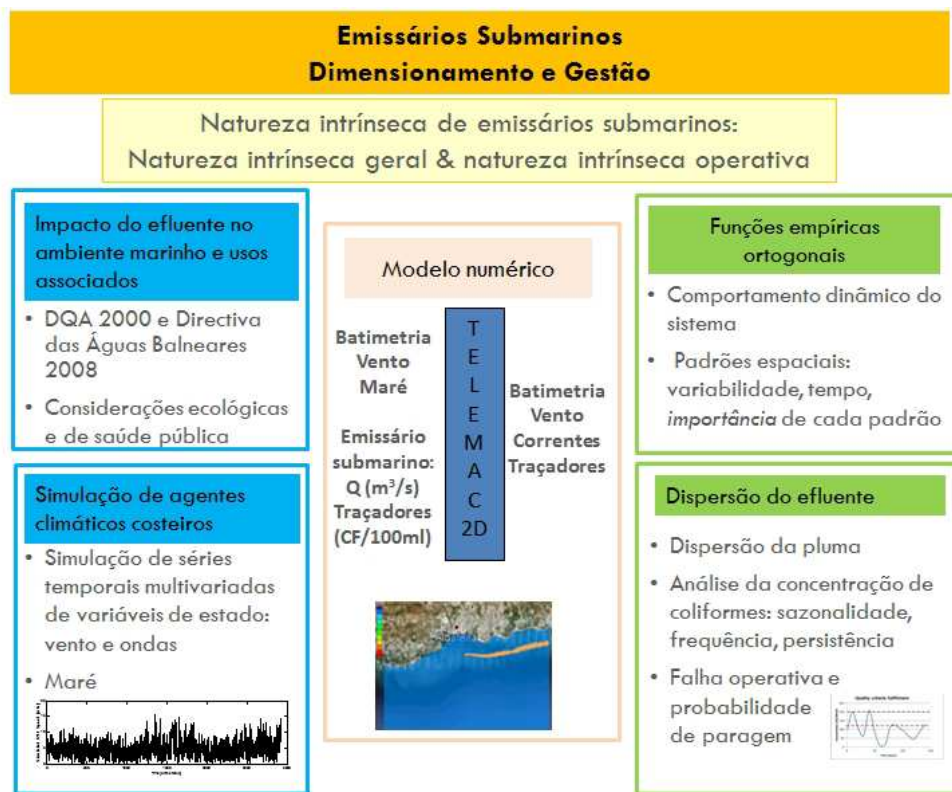 Emissários Submarinos
Dimensionamento e Gestão
Natureza intrínseca de emissários submarinos:
Natureza intrínseca geral & natureza intrínseca operativa
Impacto do efluente no
ambiente marinho e usos
associados
• DQA 2000 e Directiva
das Águas Balneares
2008
• Considerações ecológicas
e de saúde pública
Simulação de agentes
climáticos costeiros
• Simulação de séries
temporais multivariadas
de variáveis de estado:
vento e ondas
• Maré
Modelo numérico
Batimetria
Vento
Maré
Emissário
submarino:
Q (m³/s)
Traçadores
(CF/100ml)
T
E
L
E
M
A
C
2D
Batimetria
Vento
Correntes
Traçadores
Funções empíricas
ortogonais
• Comportamento dinâmico do
sistema
• Padrões espaciais:
variabilidade, tempo,
importância de cada padrão
Dispersão do efluente
• Dispersão da pluma
• Análise da concentração de
coliformes: sazonalidade,
frequência, persistência
• Falha operativa e
probabilidade
de paragem